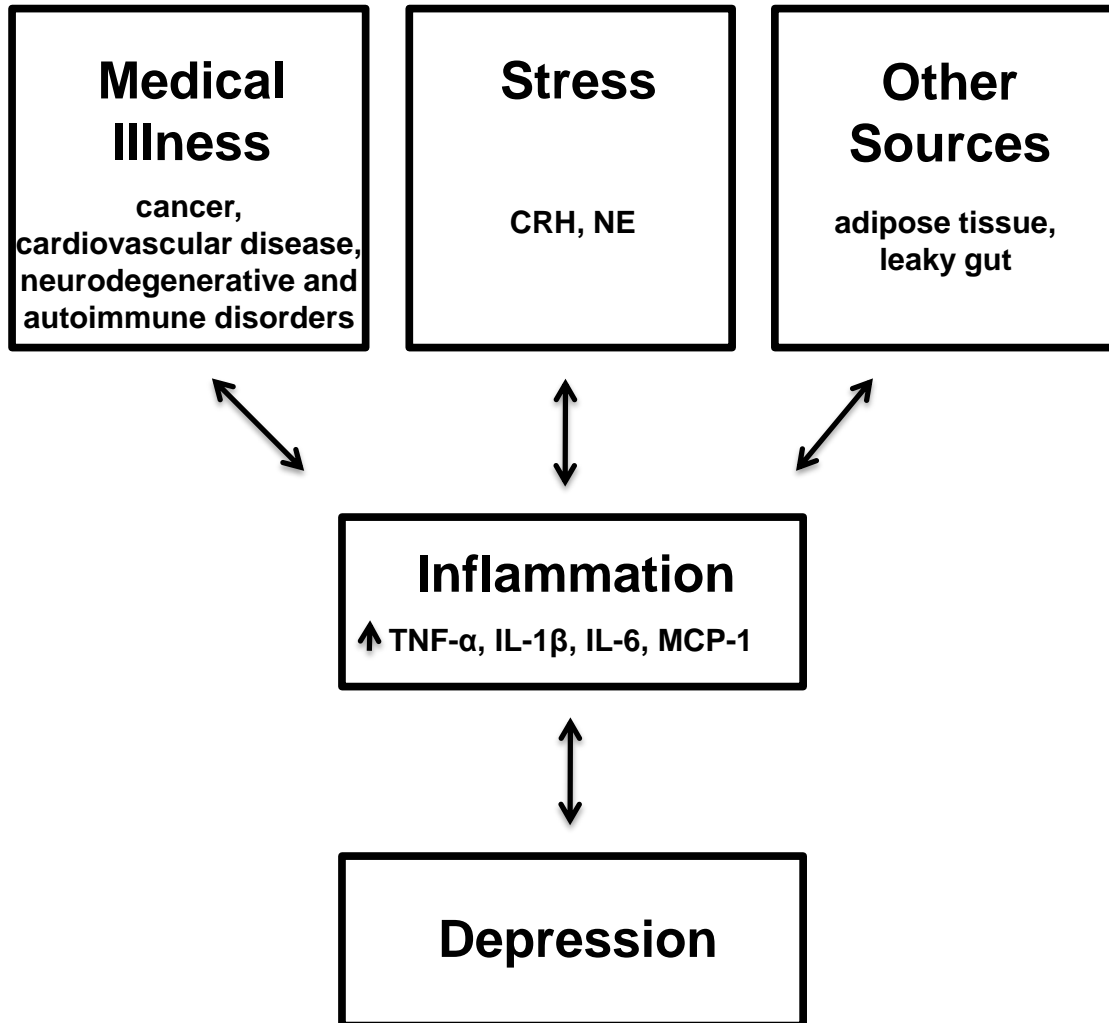 Medical
Illness
cancer,
cardiovascular disease,
neurodegenerative and
autoimmune disorders
Stress
CRH, NE
Other
Sources
adipose tissue,
leaky gut
Inflammation
TNF-α, IL-1β, IL-6, MCP-1
Depression